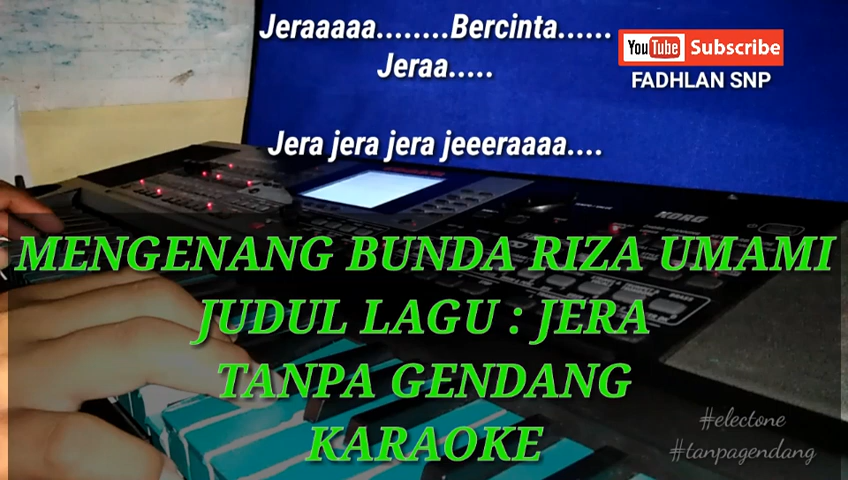 Jeraaaaa........Bercinta......
Jeraa.....
Jera jera jera jeeeraaaa....
YouTube Subscribe
FADHLAN SNP
KORG
MENGENANG BUNDA RIZA UMAMI
JUDUL LAGU : JERA
TANPA GENDANG
KARAOKE
#electone
#tanpagendang